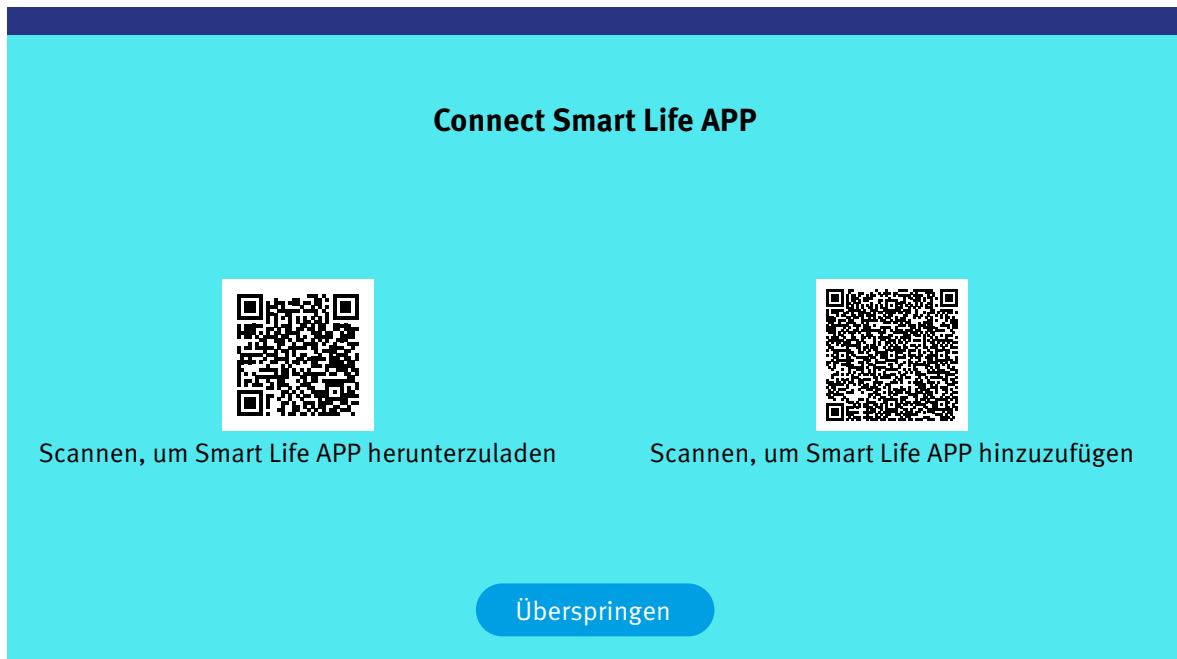 Connect Smart Life APP
Scannen, um Smart Life APP herunterzuladen
Scannen, um Smart Life APP hinzuzufügen
Überspringen